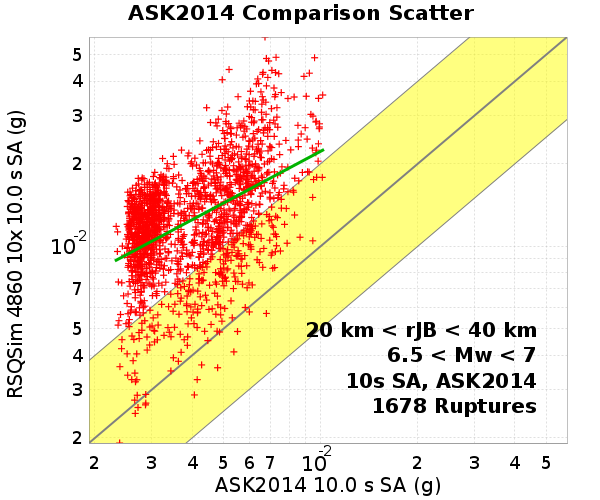 ASK2014 Comparison Scatter
RSQSim 4860 10x 10.0 s SA (g)
5
4
3
2
10-2
7
5
4
3
2
20 km < rJB < 40 km
6.5 < Mw < 7
10s SA, ASK2014
1678 Ruptures
2 3 4 5 6 7 10-2 2 3 4 5
ASK2014 10.0 s SA (g)